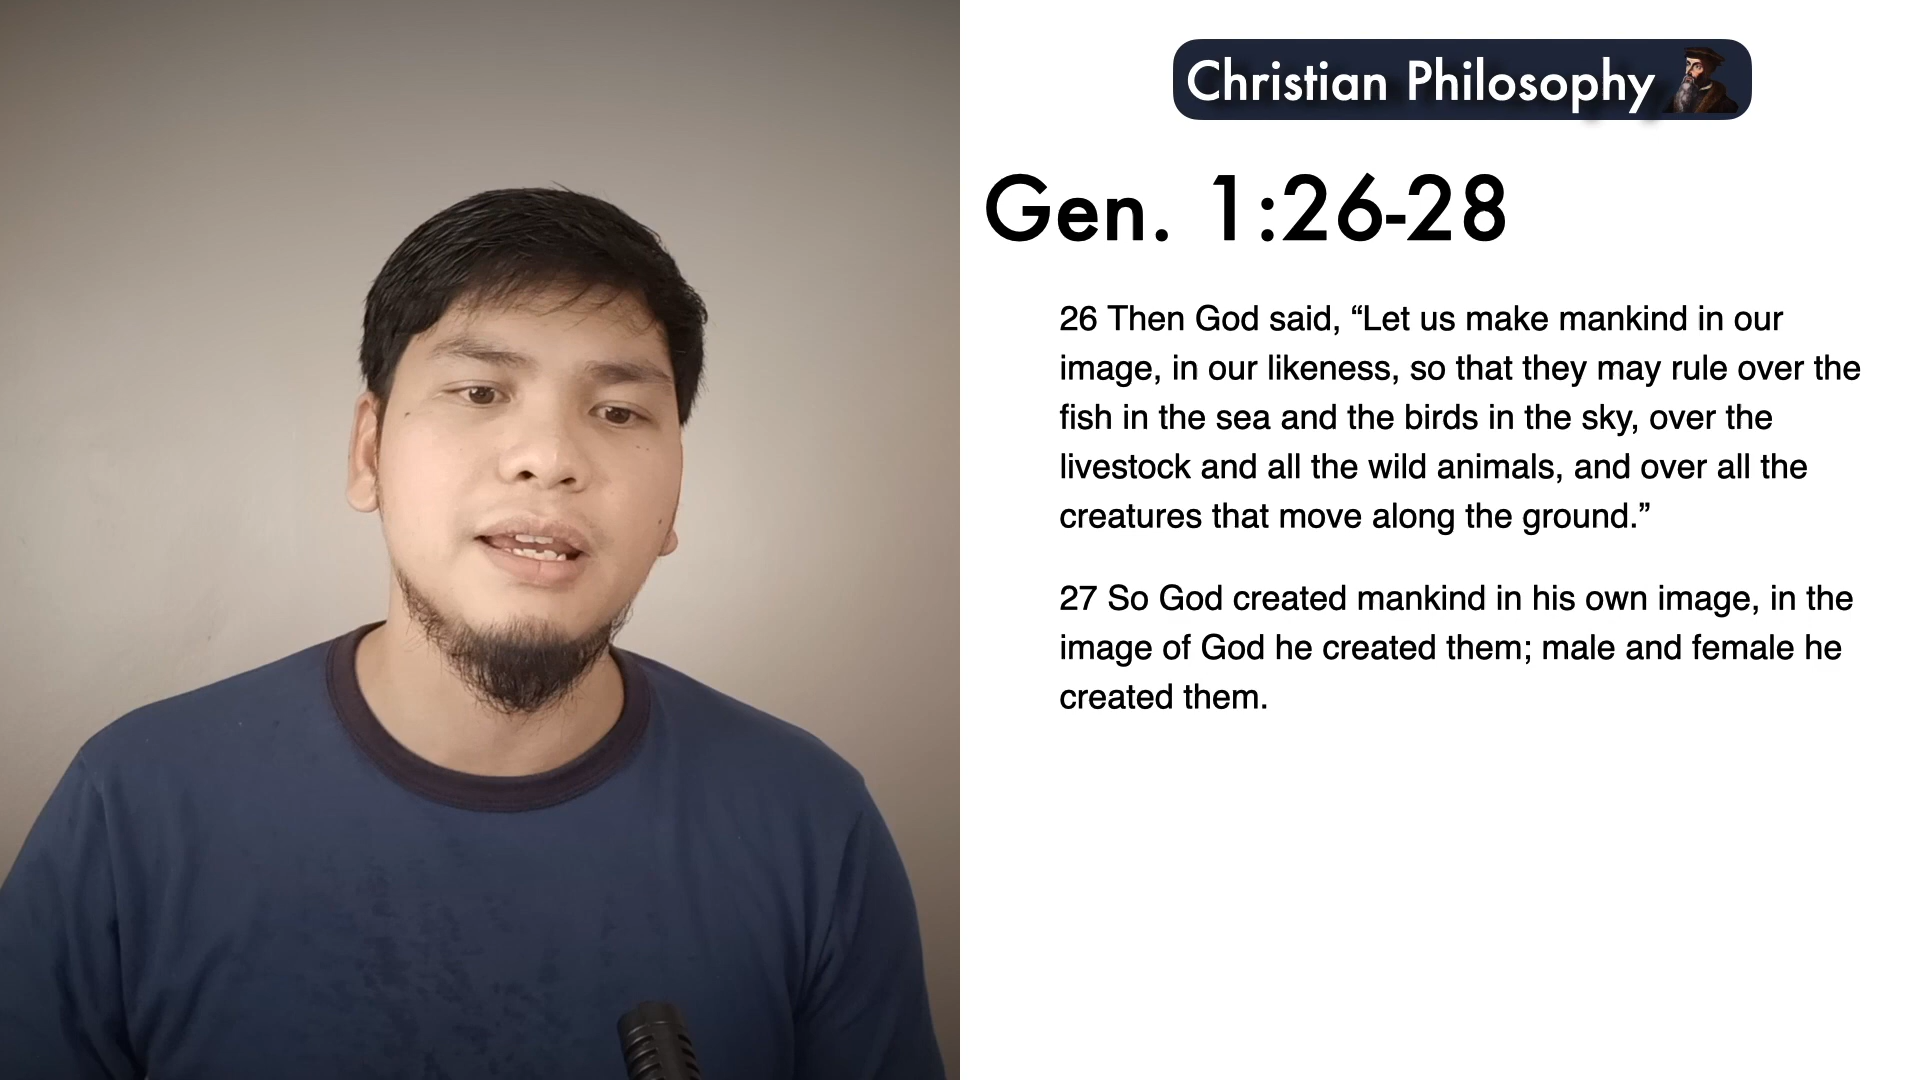 Christian Philosophy
Gen. 1:26-28
26 Then God said, “Let us make mankind in our
image, in our likeness, so that they may rule over the
fish in the sea and the birds in the sky, over the
livestock and all the wild animals, and over all the
creatures that move along the ground.”
27 So God created mankind in his own image, in the
image of God he created them; male and female he
created them.